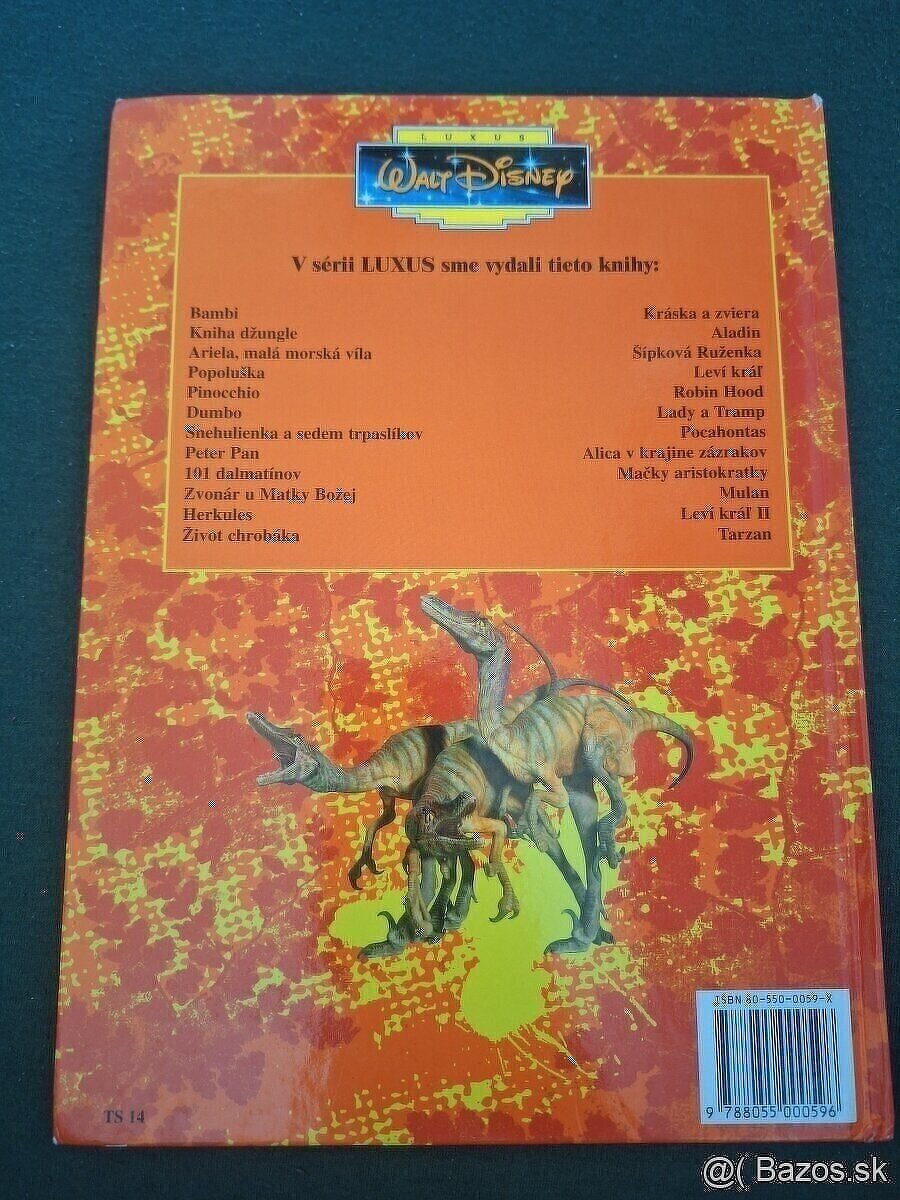 LUXUS
WALT DISNEY
V sérii LUXUS sme vydali tieto knihy:
Bambi
Kniha džungle
Ariela, malá morská víla
Popoluška
Pinocchio
Dumbo
Snehulienka a sedem trpaslíkov
Peter Pan
101 dalmatínov
Zvonár u Matky Božej
Herkules
Život chrobáka
Kráska a zviera
Aladin
Šípková Ruženka
Leví kráľ
Robin Hood
Lady a Tramp
Pocahontas
Alica v krajine zázrakov
Mačky aristokratky
Mulan
Leví kráľ II
Tarzan
ISBN 80-550-0059-X
9 788055 000596
TS 14
@( Bazos.sk